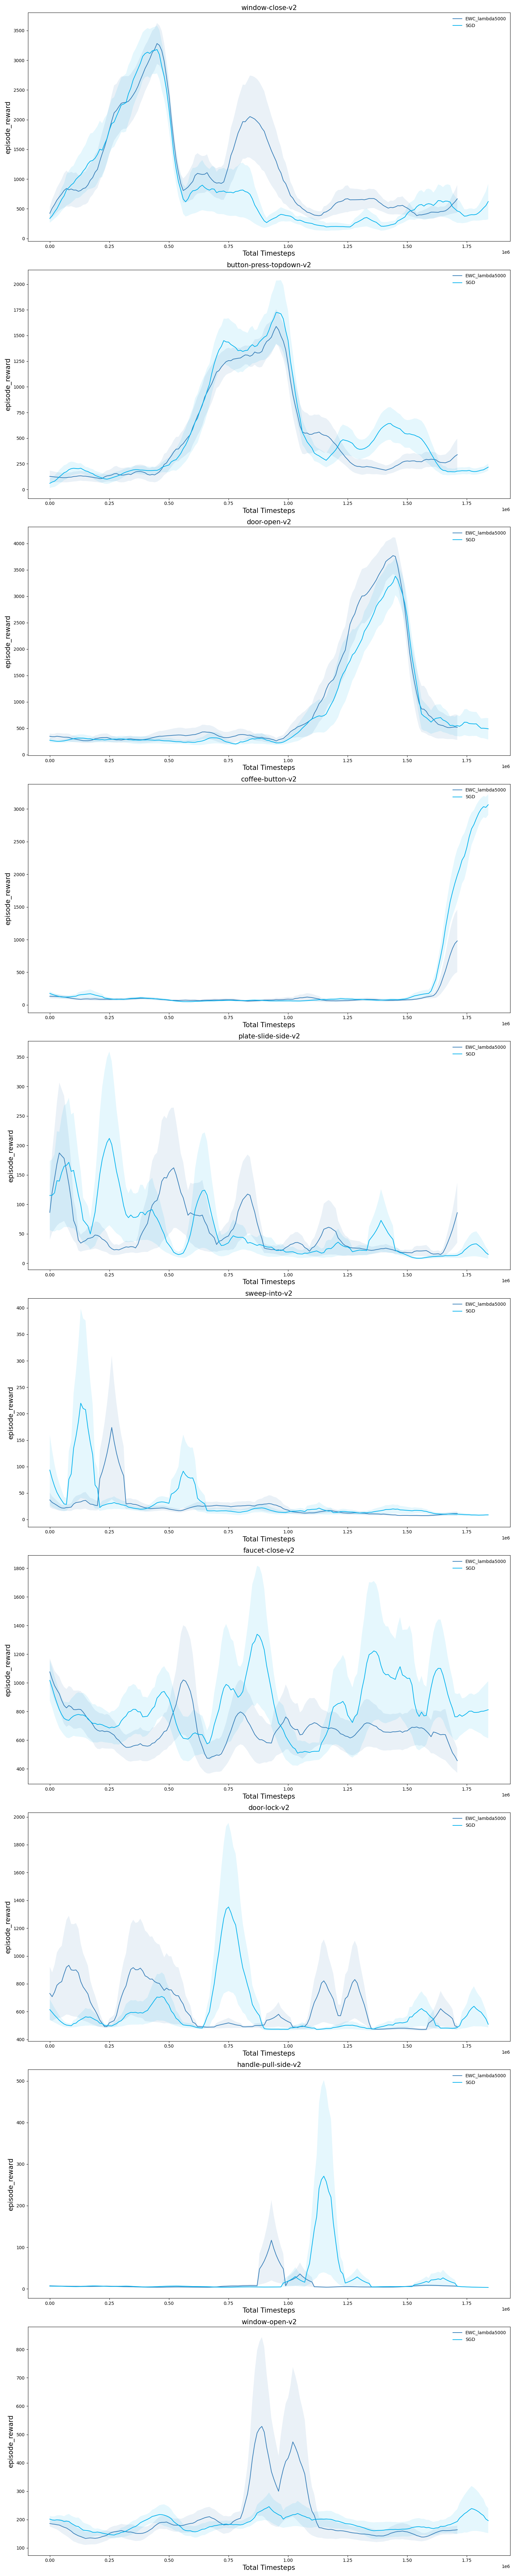 window-close-v2
EWC_lambda5000
SGD
episode_reward
3500
3000
2500
2000
1500
1000
500
0
0.00 0.25 0.50 0.75 1.00 1.25 1.50 1.75
1e6
Total Timesteps
button-press-topdown-v2
EWC_lambda5000
SGD
episode_reward
2000
1750
1500
1250
1000
750
500
250
0
0.00 0.25 0.50 0.75 1.00 1.25 1.50 1.75
1e6
Total Timesteps
door-open-v2
EWC_lambda5000
SGD
episode_reward
4000
3500
3000
2500
2000
1500
1000
500
0
0.00 0.25 0.50 0.75 1.00 1.25 1.50 1.75
1e6
Total Timesteps
coffee-button-v2
EWC_lambda5000
SGD
episode_reward
3000
2500
2000
1500
1000
500
0
0.00 0.25 0.50 0.75 1.00 1.25 1.50 1.75
1e6
Total Timesteps
plate-slide-side-v2
EWC_lambda5000
SGD
episode_reward
350
300
250
200
150
100
50
0
0.00 0.25 0.50 0.75 1.00 1.25 1.50 1.75
1e6
Total Timesteps
sweep-into-v2
EWC_lambda5000
SGD
episode_reward
400
350
300
250
200
150
100
50
0
0.00 0.25 0.50 0.75 1.00 1.25 1.50 1.75
1e6
Total Timesteps
faucet-close-v2
EWC_lambda5000
SGD
episode_reward
1800
1600
1400
1200
1000
800
600
400
0.00 0.25 0.50 0.75 1.00 1.25 1.50 1.75
1e6
Total Timesteps
door-lock-v2
EWC_lambda5000
SGD
episode_reward
2000
1800
1600
1400
1200
1000
800
600
400
0.00 0.25 0.50 0.75 1.00 1.25 1.50 1.75
1e6
Total Timesteps
handle-pull-side-v2
EWC_lambda5000
SGD
episode_reward
500
400
300
200
100
0
0.00 0.25 0.50 0.75 1.00 1.25 1.50 1.75
1e6
Total Timesteps
window-open-v2
EWC_lambda5000
SGD
episode_reward
800
700
600
500
400
300
200
100
0.00 0.25 0.50 0.75 1.00 1.25 1.50 1.75
1e6
Total Timesteps